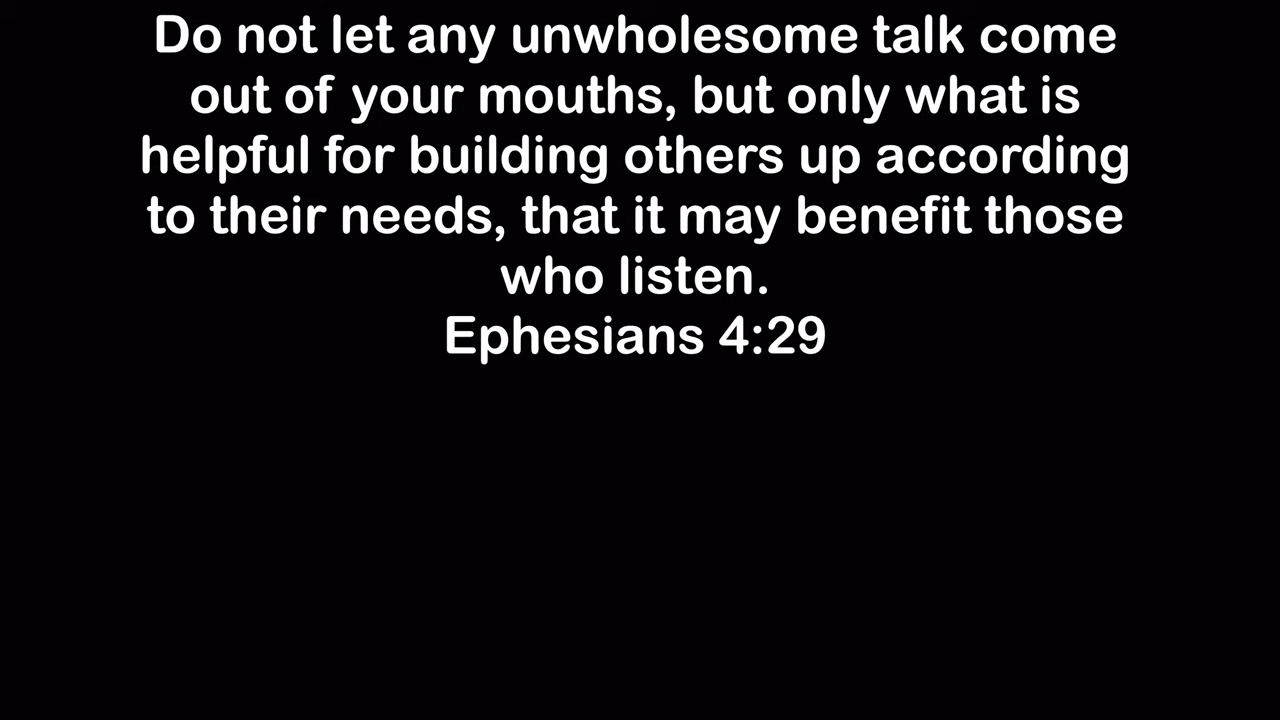 Do not let any unwholesome talk come
out of your mouths, but only what is
helpful for building others up according
to their needs, that it may benefit those
who listen.
Ephesians 4:29